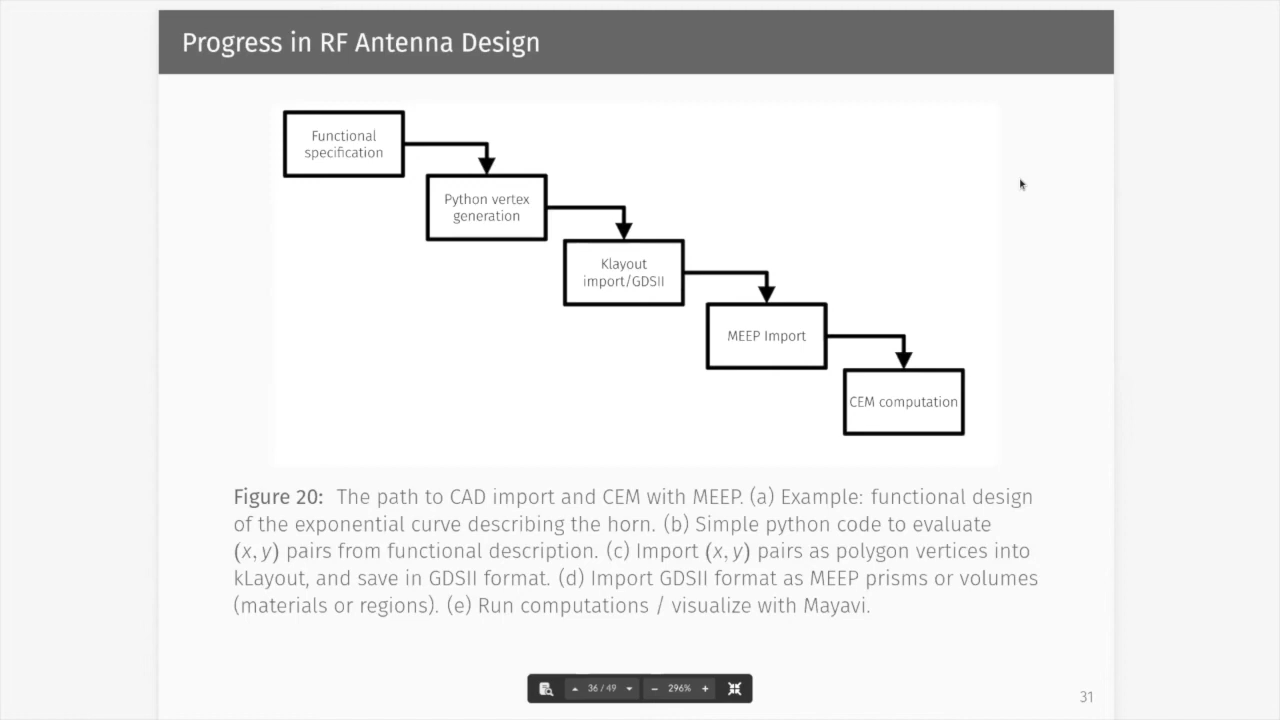 Progress in RF Antenna Design
Functional
specification
Python vertex
generation
Klayout
import/GDSII
MEEP Import
CEM computation
Figure 20: The path to CAD import and CEM with MEEP. (a) Example: functional design
of the exponential curve describing the horn. (b) Simple python code to evaluate
(x, y) pairs from functional description. (c) Import (x, y) pairs as polygon vertices into
kLayout, and save in GDSII format. (d) Import GDSII format as MEEP prisms or volumes
(materials or regions). (e) Run computations / visualize with Mayavi.
36 / 49 − 296% +
31